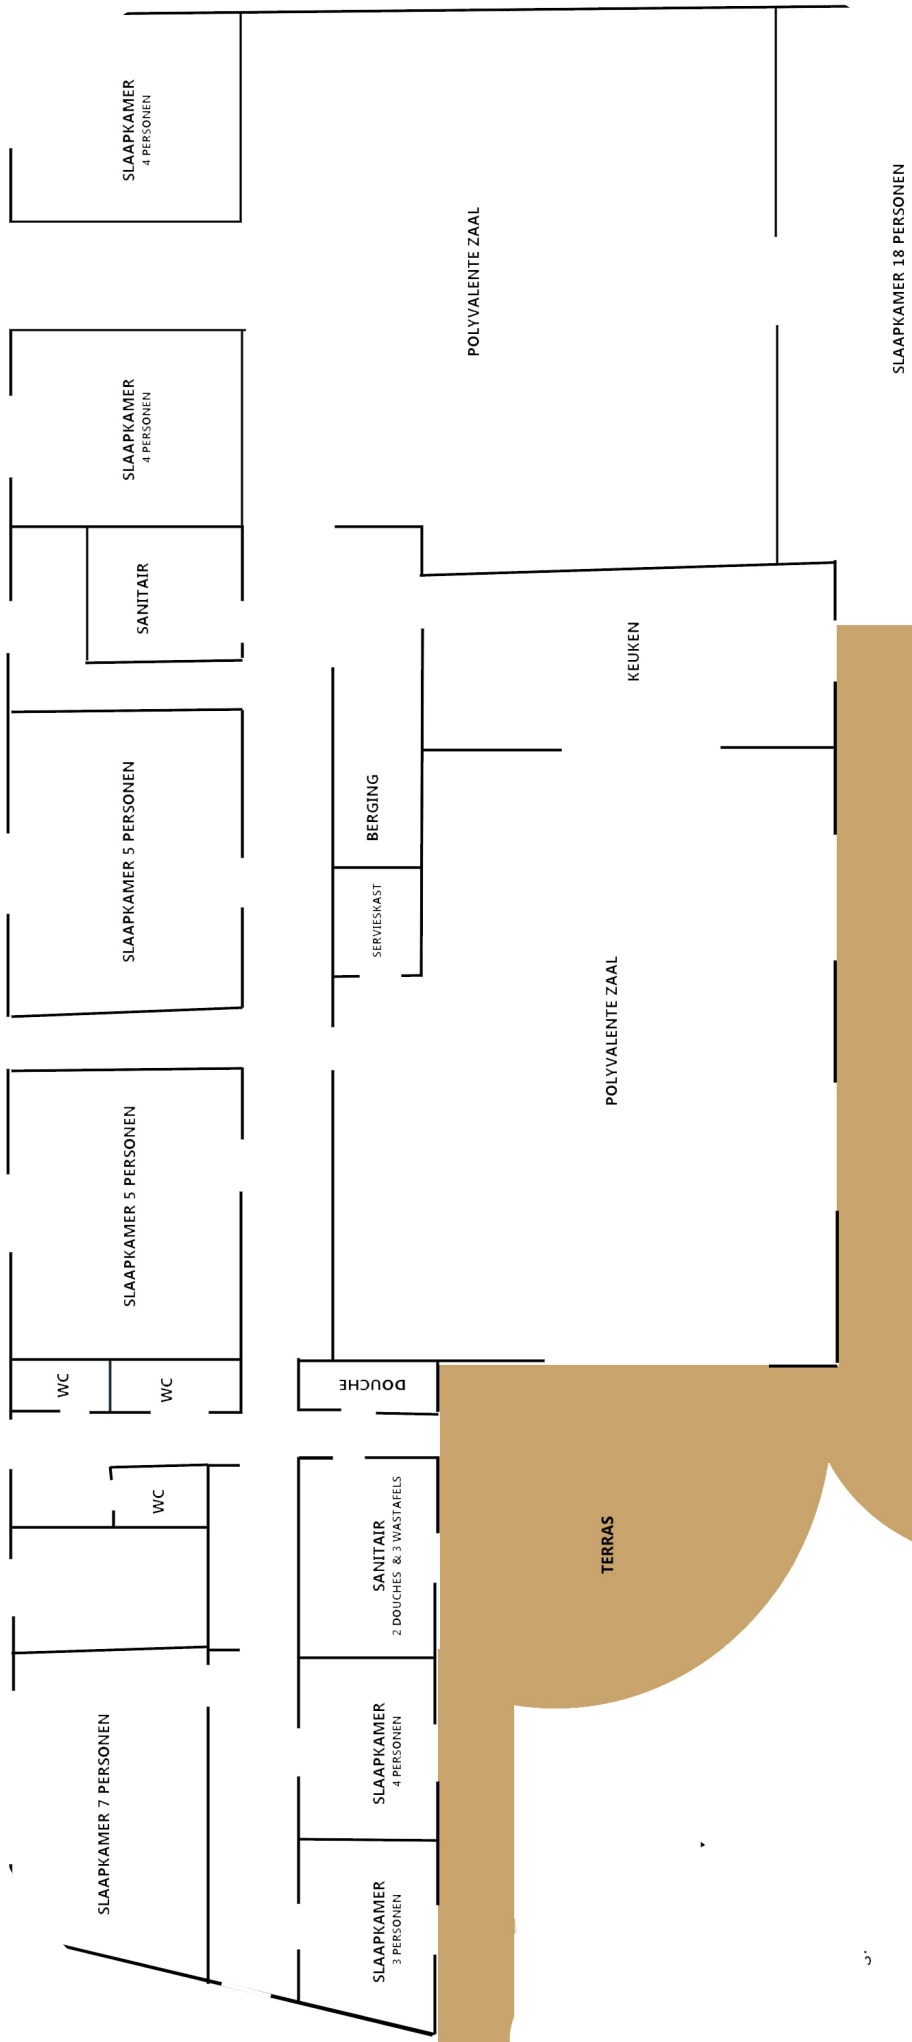 SLAAPKAMER
4 PERSONEN
POLYVALENTE ZAAL
SLAAPKAMER 18 PERSONEN
SLAAPKAMER
4 PERSONEN
SANITAIR
KEUKEN
SLAAPKAMER 5 PERSONEN
BERGING
SERVIESKAST
POLYVALENTE ZAAL
SLAAPKAMER 5 PERSONEN
WC
WC
DOUCHE
WC
SANITAIR
2 DOUCHES & 3 WASTAFELS
TERRAS
SLAAPKAMER 7 PERSONEN
SLAAPKAMER
4 PERSONEN
SLAAPKAMER
3 PERSONEN